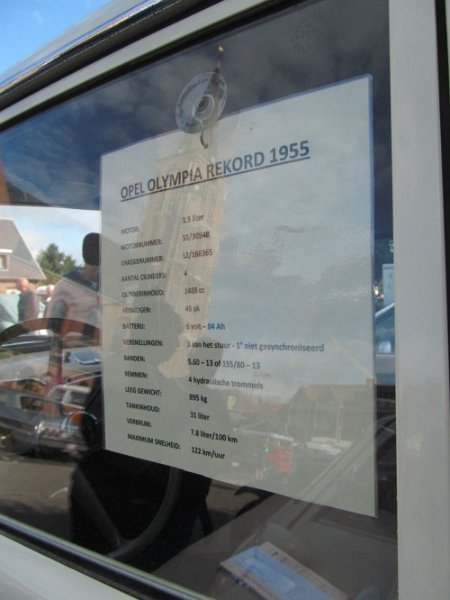 OPEL OLYMPIA REKORD 1955
MOTOR: 1.5 liter
MOTORNUMMER: 55/30548
CHASSISNUMMER: 12/166365
AANTAL CILINDERS: 4
CILINDERINHOUD: 1488 cc
VERMOGEN: 45 pk
BATTERIJ: 6 volt - 84 Ah
VERSNELLINGEN: 3 aan het stuur - 1° niet gesynchroniseerd
BANDEN: 5.60 - 13 of 155/80 - 13
REMMEN: 4 hydraulische trommels
LEEG GEWICHT: 895 kg
TANKINHOUD: 31 liter
VERBRUIK: 7.8 liter/100 km
MAXIMUM SNELHEID: 122 km/uur